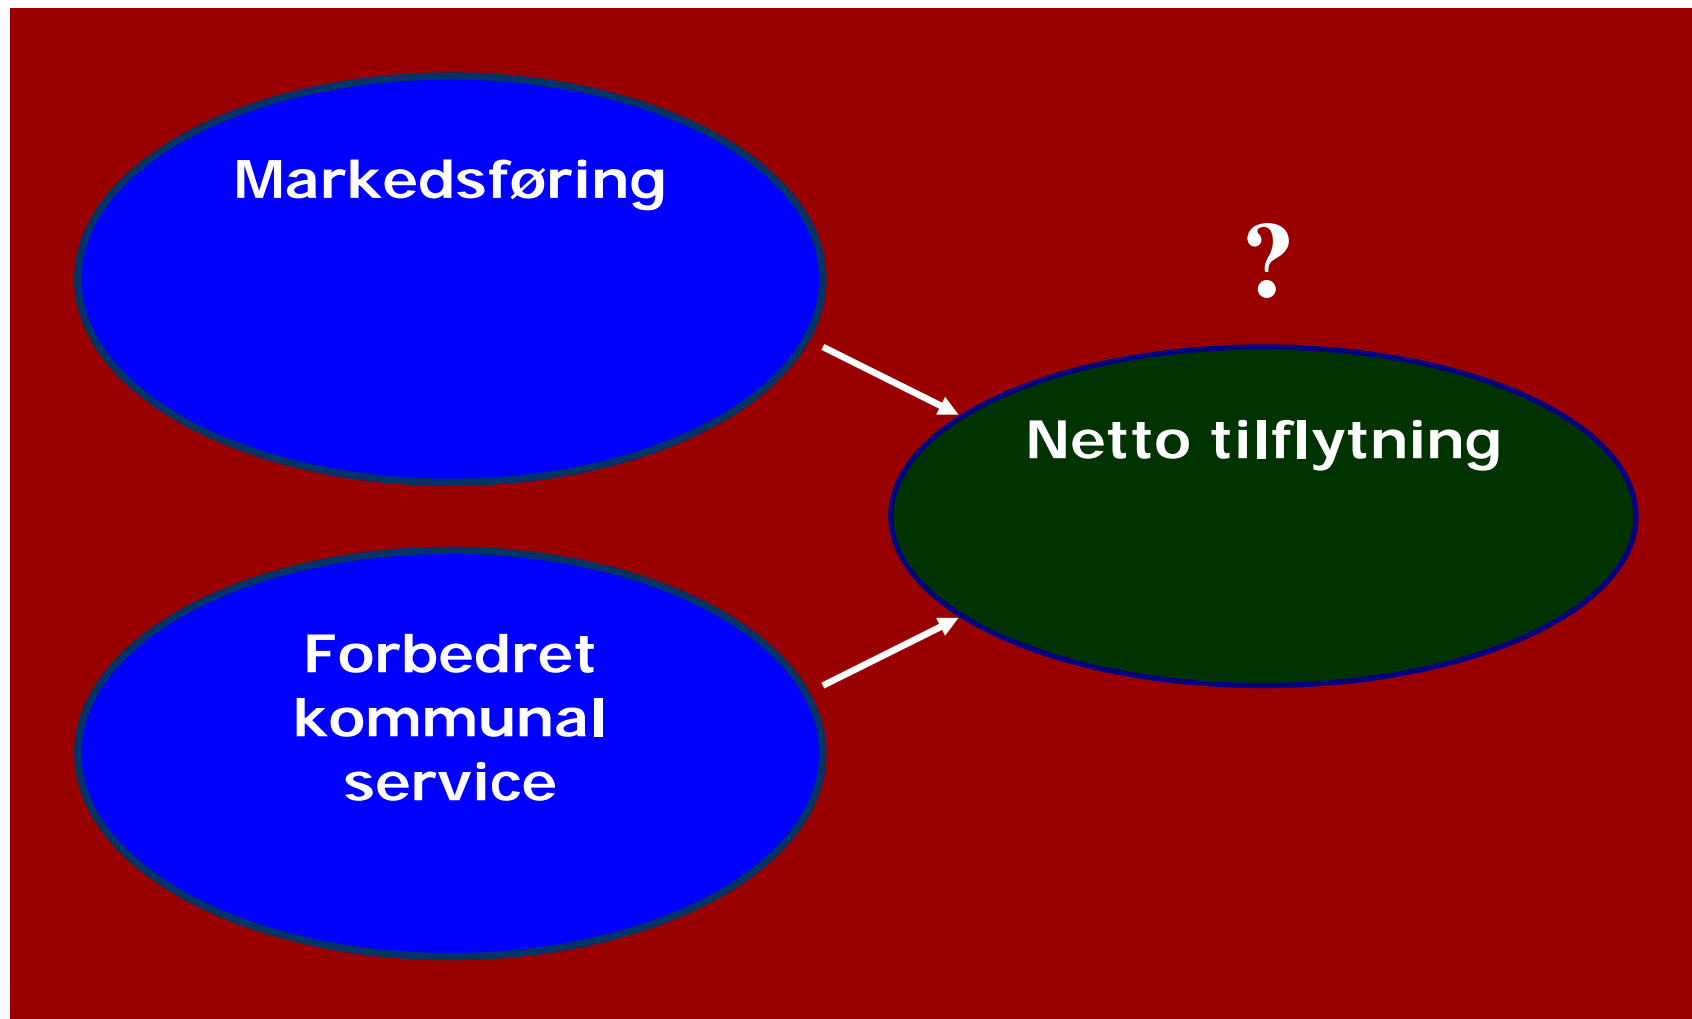 Markedsføring
?
Netto tilflytning
Forbedret
kommunal
service